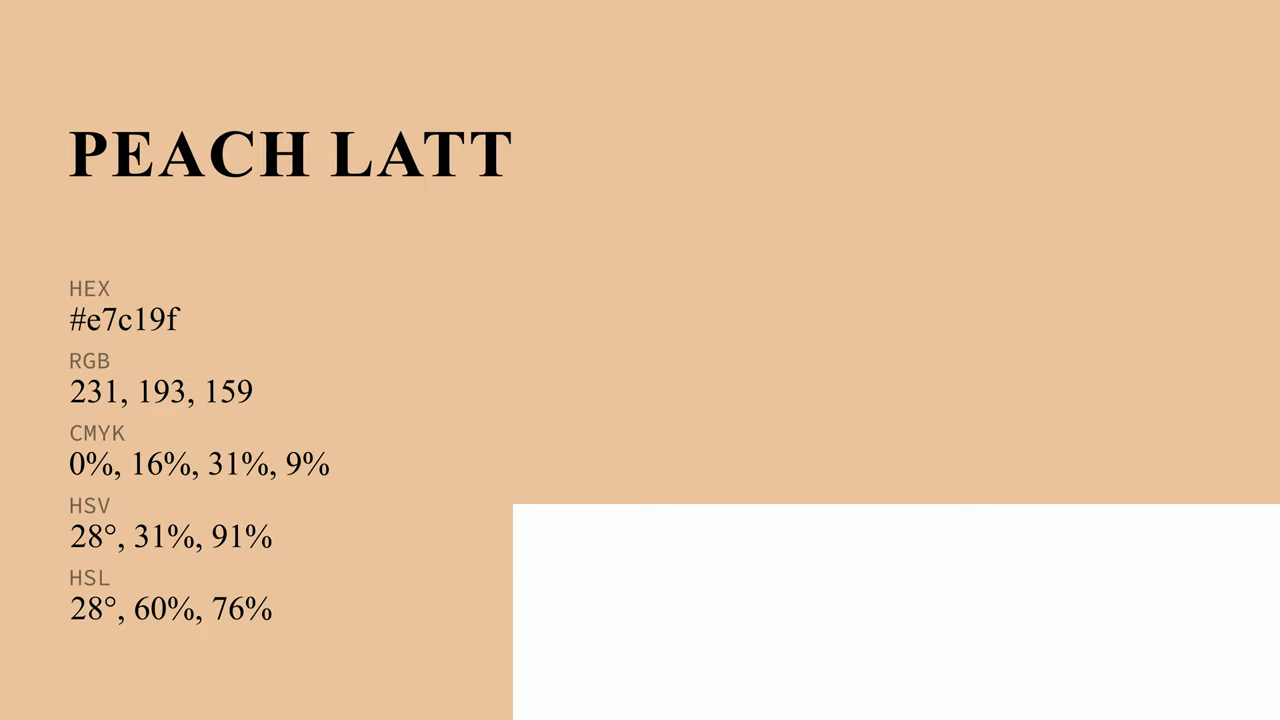 PEACH LATT
HEX
#e7c19f
RGB
231, 193, 159
CMYK
0%, 16%, 31%, 9%
HSV
28°, 31%, 91%
HSL
28°, 60%, 76%